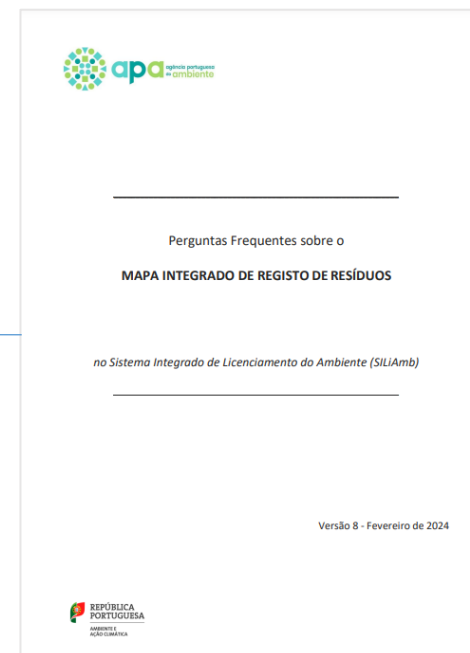 apa agência portuguesa
do ambiente
Perguntas Frequentes sobre o
MAPA INTEGRADO DE REGISTO DE RESÍDUOS
no Sistema Integrado de Licenciamento do Ambiente (SILiAmb)
Versão 8 - Fevereiro de 2024
REPÚBLICA
PORTUGUESA
AMBIENTE E
AÇÃO CLIMÁTICA